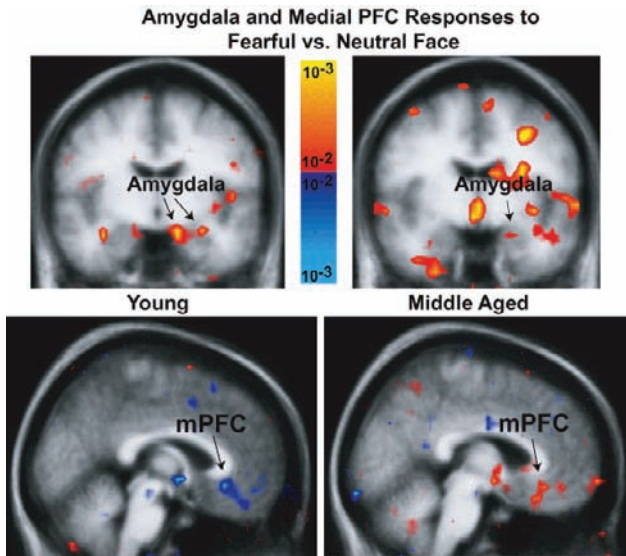 Amygdala and Medial PFC Responses to
Fearful vs. Neutral Face
10-3
10-2
10-2
10-3
Amygdala
Amygdala
Young
Middle Aged
mPFC
mPFC